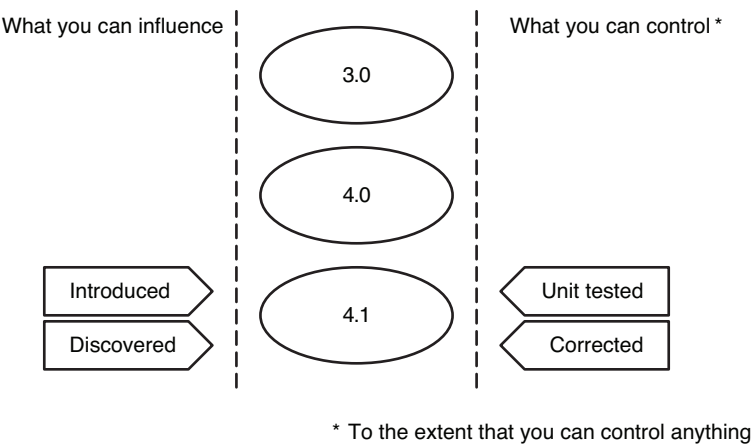 What you can influence
What you can control *
3.0
4.0
Introduced
Unit tested
4.1
Discovered
Corrected
* To the extent that you can control anything